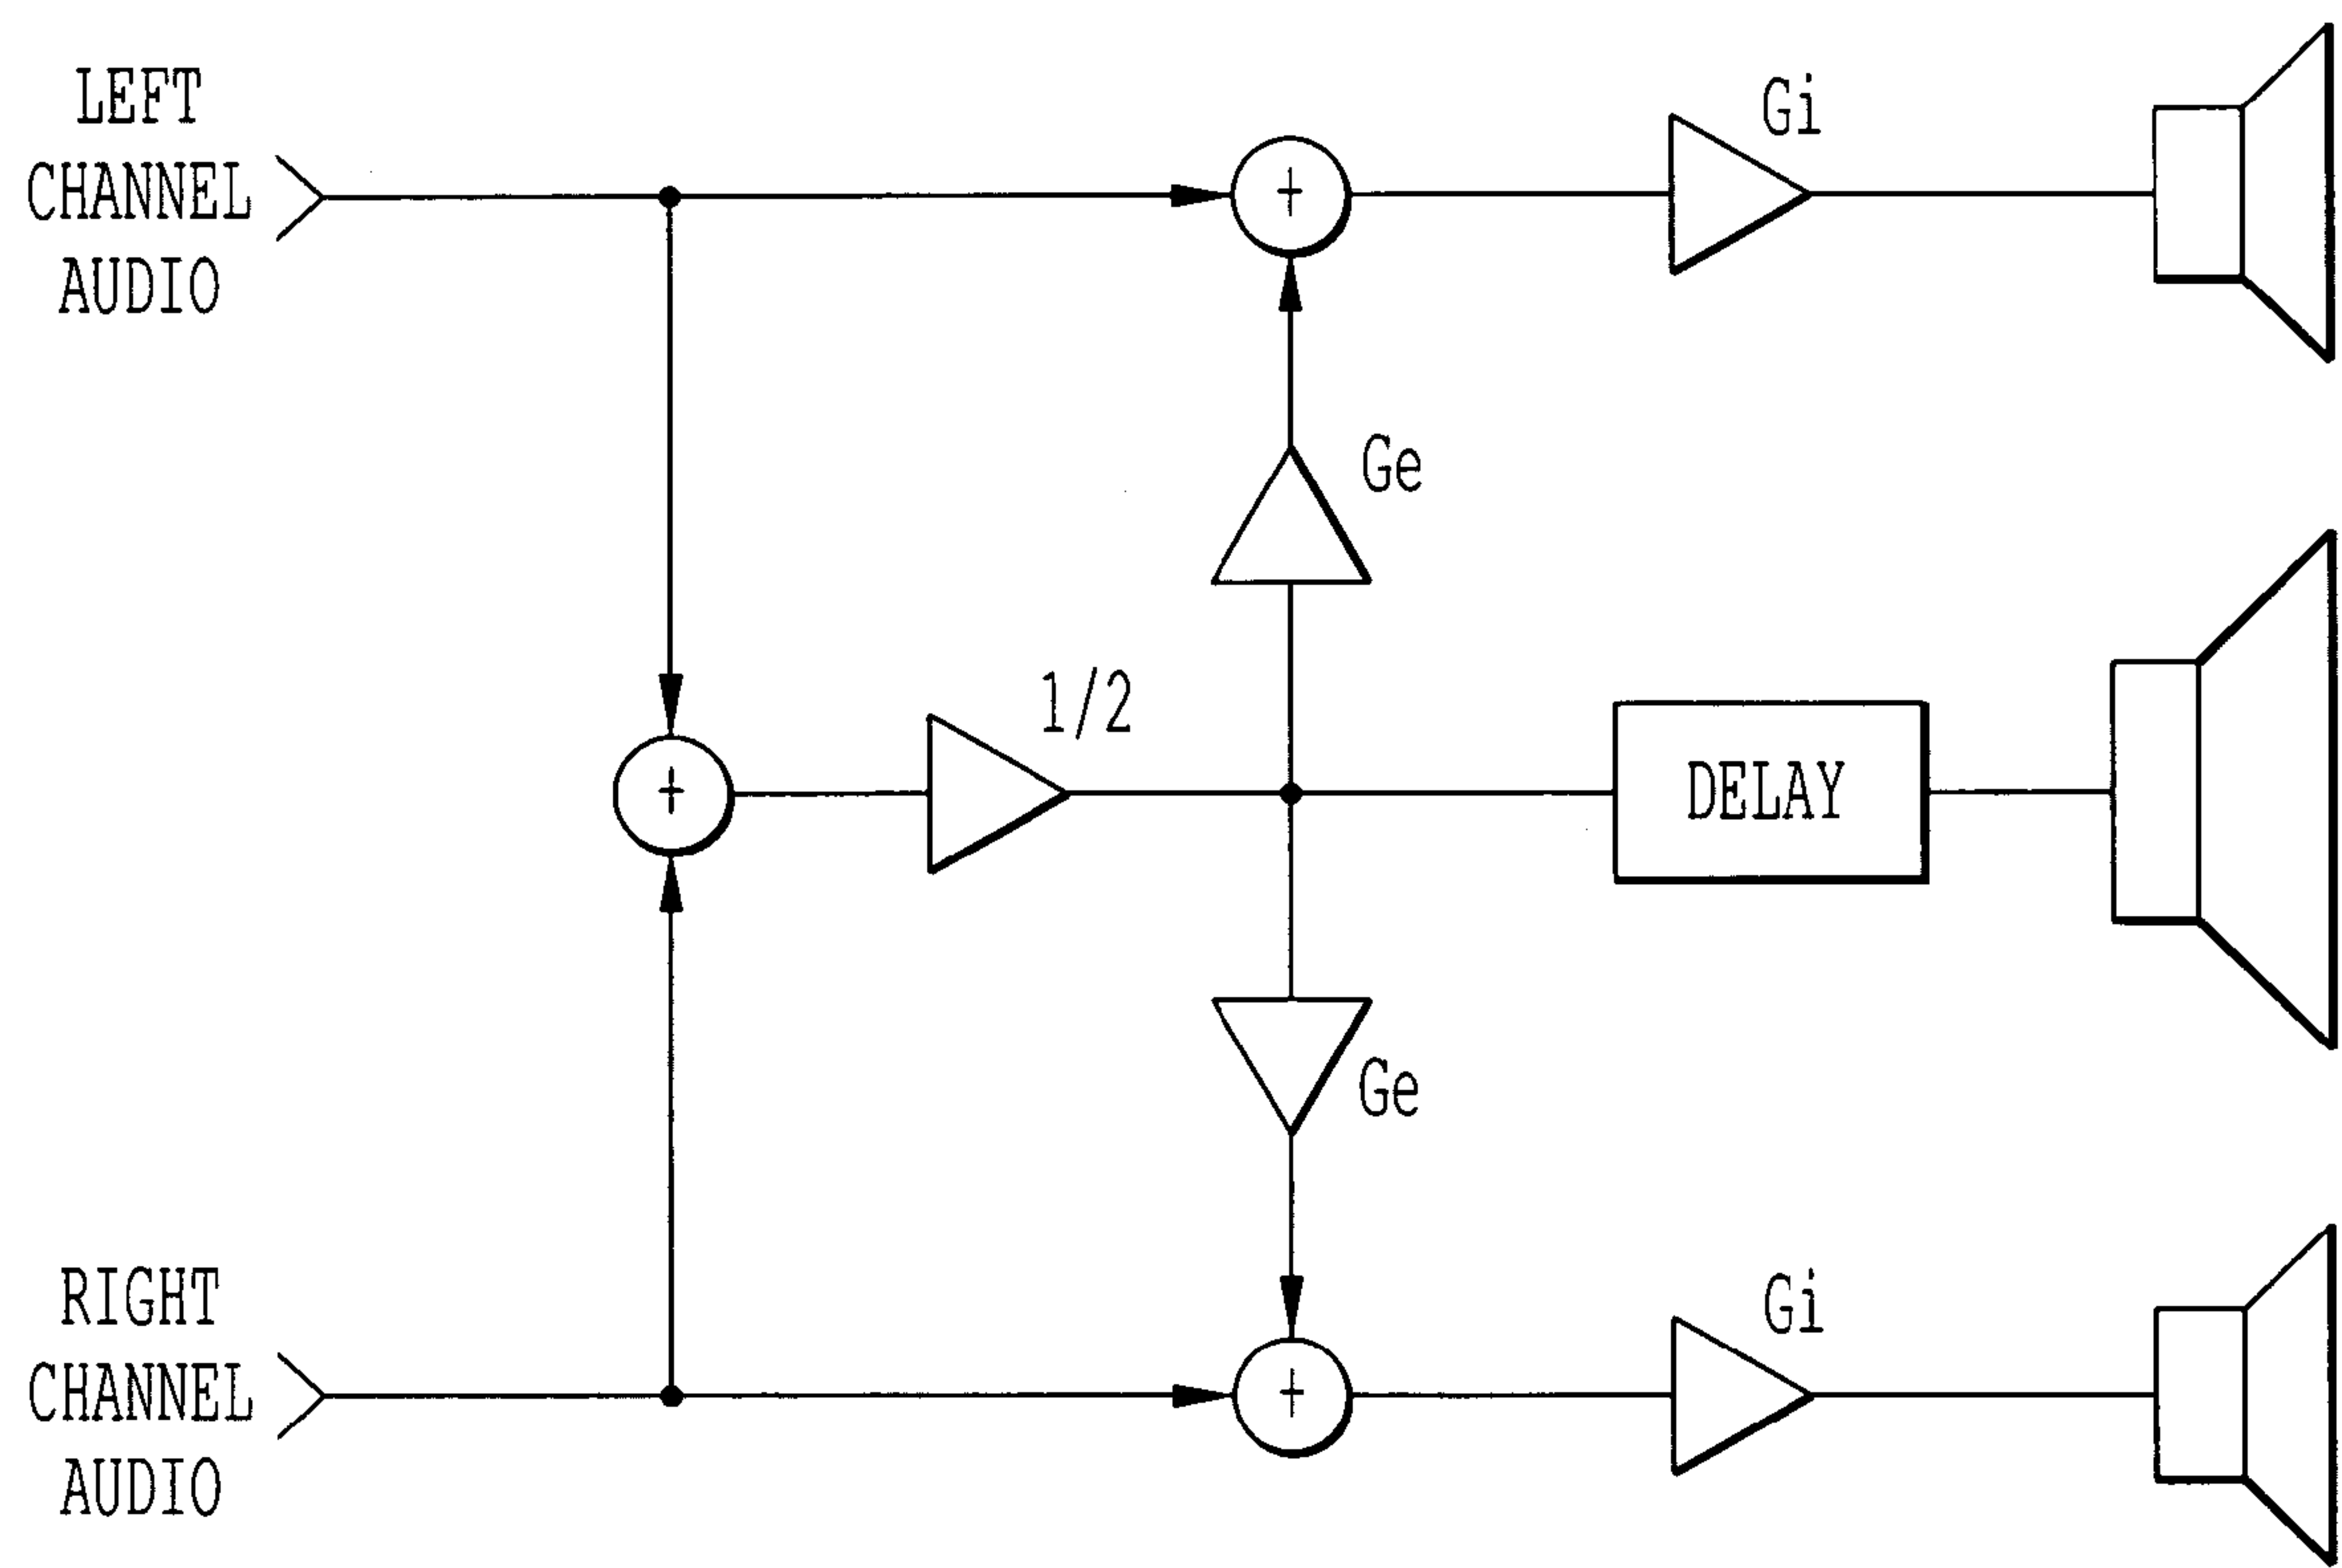 LEFT
CHANNEL
AUDIO
+
Gi
Ge
1/2
+
DELAY
Ge
RIGHT
CHANNEL
AUDIO
+
Gi